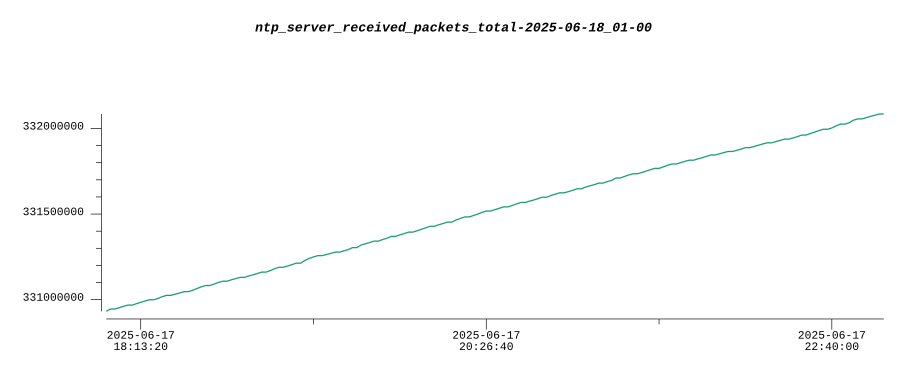 ntp_server_received_packets_total-2025-06-18_01-00
332000000
331500000
331000000
2025-06-17 2025-06-17 2025-06-17
18:13:20 20:26:40 22:40:00